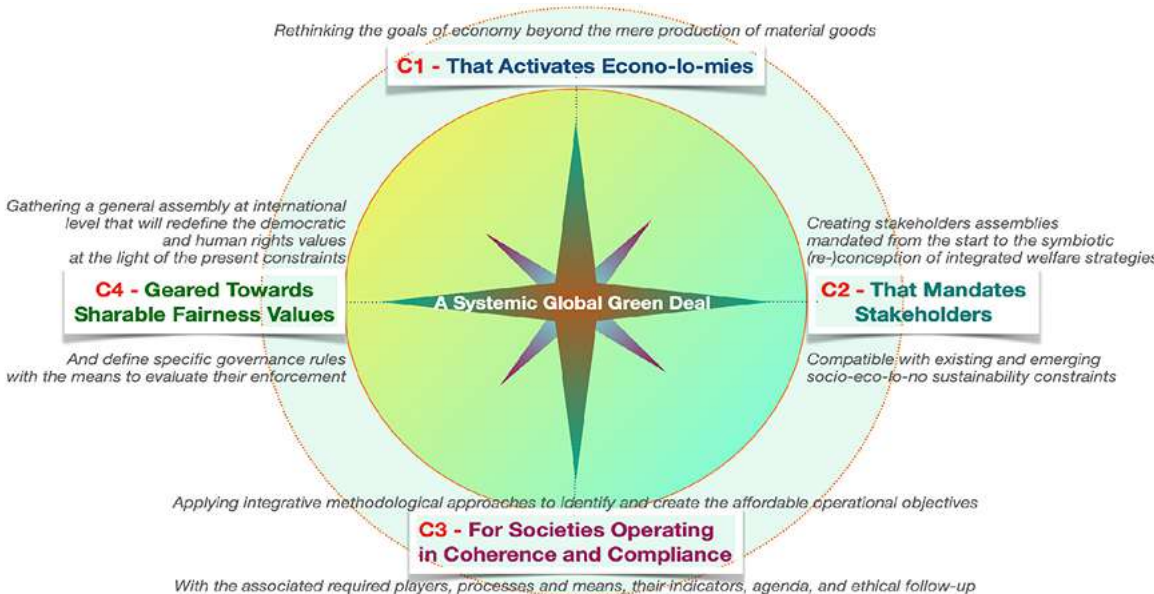 Rethinking the goals of economy beyond the mere production of material goods
C1 - That Activates Econo-lo-mies
Gathering a general assembly at international
level that will redefine the democratic
and human rights values
at the light of the present constraints
C4 - Geared Towards
Sharable Fairness Values
And define specific governance rules
with the means to evaluate their enforcement
A Systemic Global Green Deal
Creating stakeholders assemblies
mandated from the start to the symbiotic
(re-)conception of integrated welfare strategies
C2 - That Mandates
Stakeholders
Compatible with existing and emerging
socio-eco-lo-no sustainability constraints
Applying integrative methodological approaches to Identify and create the affordable operational objectives
C3 - For Societies Operating
in Coherence and Compliance
With the associated required players, processes and means, their indicators, agenda, and ethical follow-up